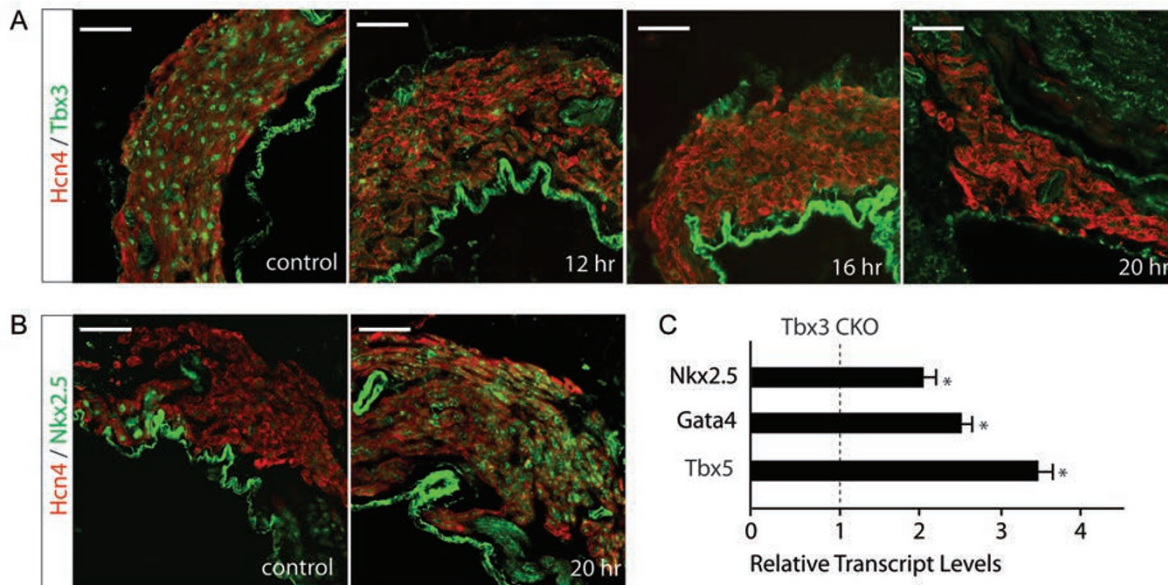 A
Hcn4 / Tbx3
control
12 hr
16 hr
20 hr
B
Hcn4 / Nkx2.5
control
20 hr
C
Tbx3 CKO
Nkx2.5
*
Gata4
*
Tbx5
*
0 1 2 3 4
Relative Transcript Levels